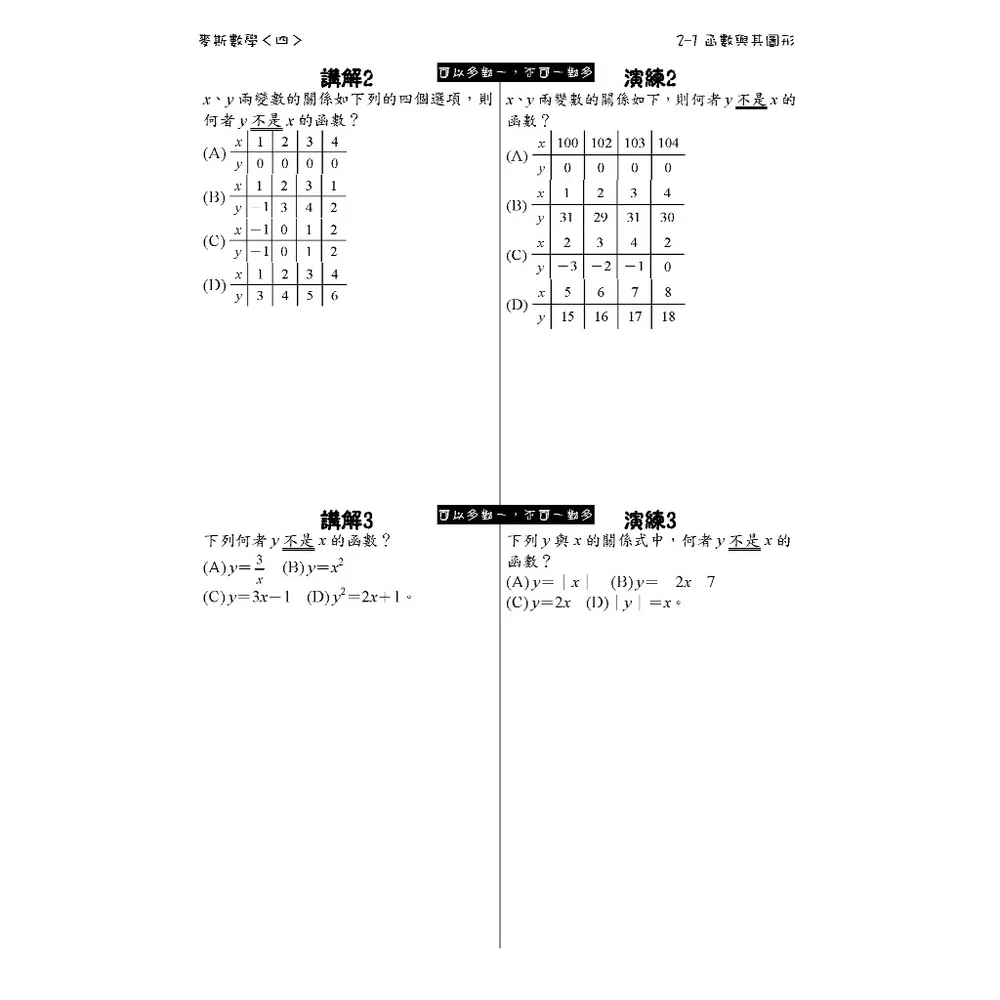 麥斯數學<四>
2-1 函數與其圖形
可以多對一,不可一對多
講解2
x、y 兩變數的關係如下列的四個選項,則
何者 y 不是 x 的函數?
(A) x 1 2 3 4
y 0 0 0 0
(B) x 1 2 3 1
y -1 3 4 2
(C) x -1 0 1 2
y -1 0 1 2
(D) x 1 2 3 4
y 3 4 5 6
演練2
x、y 兩變數的關係如下,則何者 y 不是 x 的
函數?
(A) x 100 102 103 104
y 0 0 0 0
(B) x 1 2 3 4
y 31 29 31 30
(C) x 2 3 4 2
y -3 -2 -1 0
(D) x 5 6 7 8
y 15 16 17 18
可以多對一,不可一對多
講解3
下列何者 y 不是 x 的函數?
(A) y=3/x (B) y=x²
(C) y=3x-1 (D) y²=2x+1。
演練3
下列 y 與 x 的關係式中,何者 y 不是 x 的
函數?
(A) y=|x| (B) y= 2x 7
(C) y=2x (D)|y|=x。